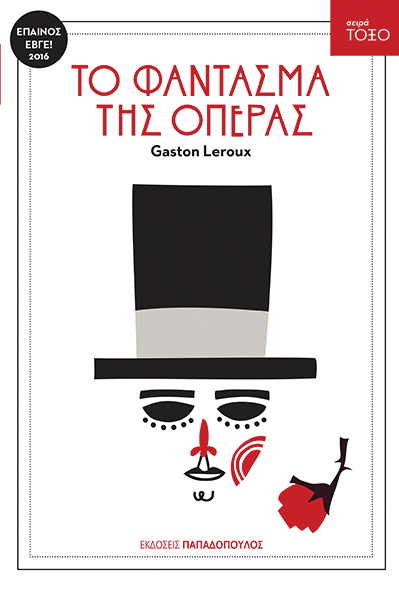 ΕΠΑΙΝΟΣ
ΕΒΓΕ!
2016
σειρά
ΤΟΞΟ
ΤΟ ΦΑΝΤΑΣΜΑ
ΤΗΣ ΟΠΕΡΑΣ
Gaston Leroux
ΕΚΔΟΣΕΙΣ ΠΑΠΑΔΟΠΟΥΛΟΣ